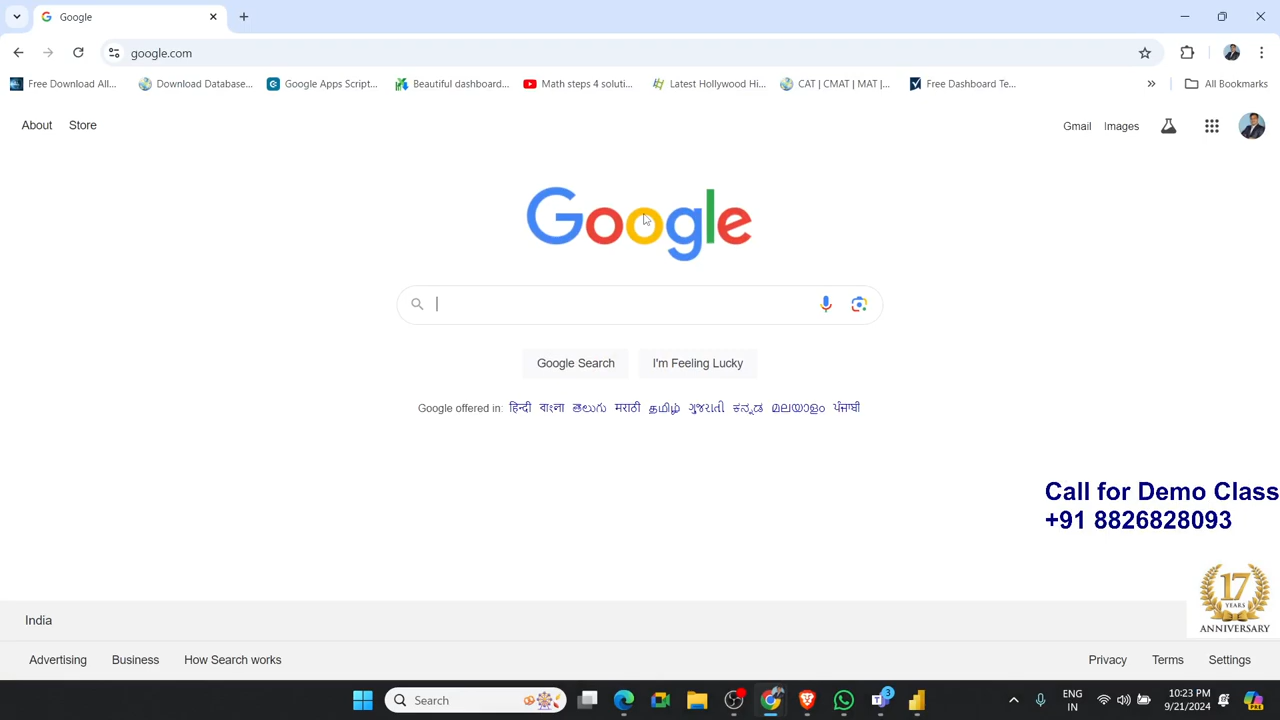 Google
google.com
Free Download All...
Download Database...
Google Apps Script...
Beautiful dashboard...
Math steps 4 soluti...
Latest Hollywood Hi...
CAT | CMAT | MAT |...
Free Dashboard Te...
All Bookmarks
About
Store
Gmail
Images
Google
Google Search
I'm Feeling Lucky
Google offered in: हिन्दी বাংলা తెలుగు मराठी தமிழ் ગુજરાતી ಕನ್ನಡ മലയാളം ਪੰਜਾਬੀ
Call for Demo Class
+91 8826828093
17
YEARS
ANNIVERSARY
India
Advertising
Business
How Search works
Privacy
Terms
Settings
Search
3
ENG
IN
10:23 PM
9/21/2024